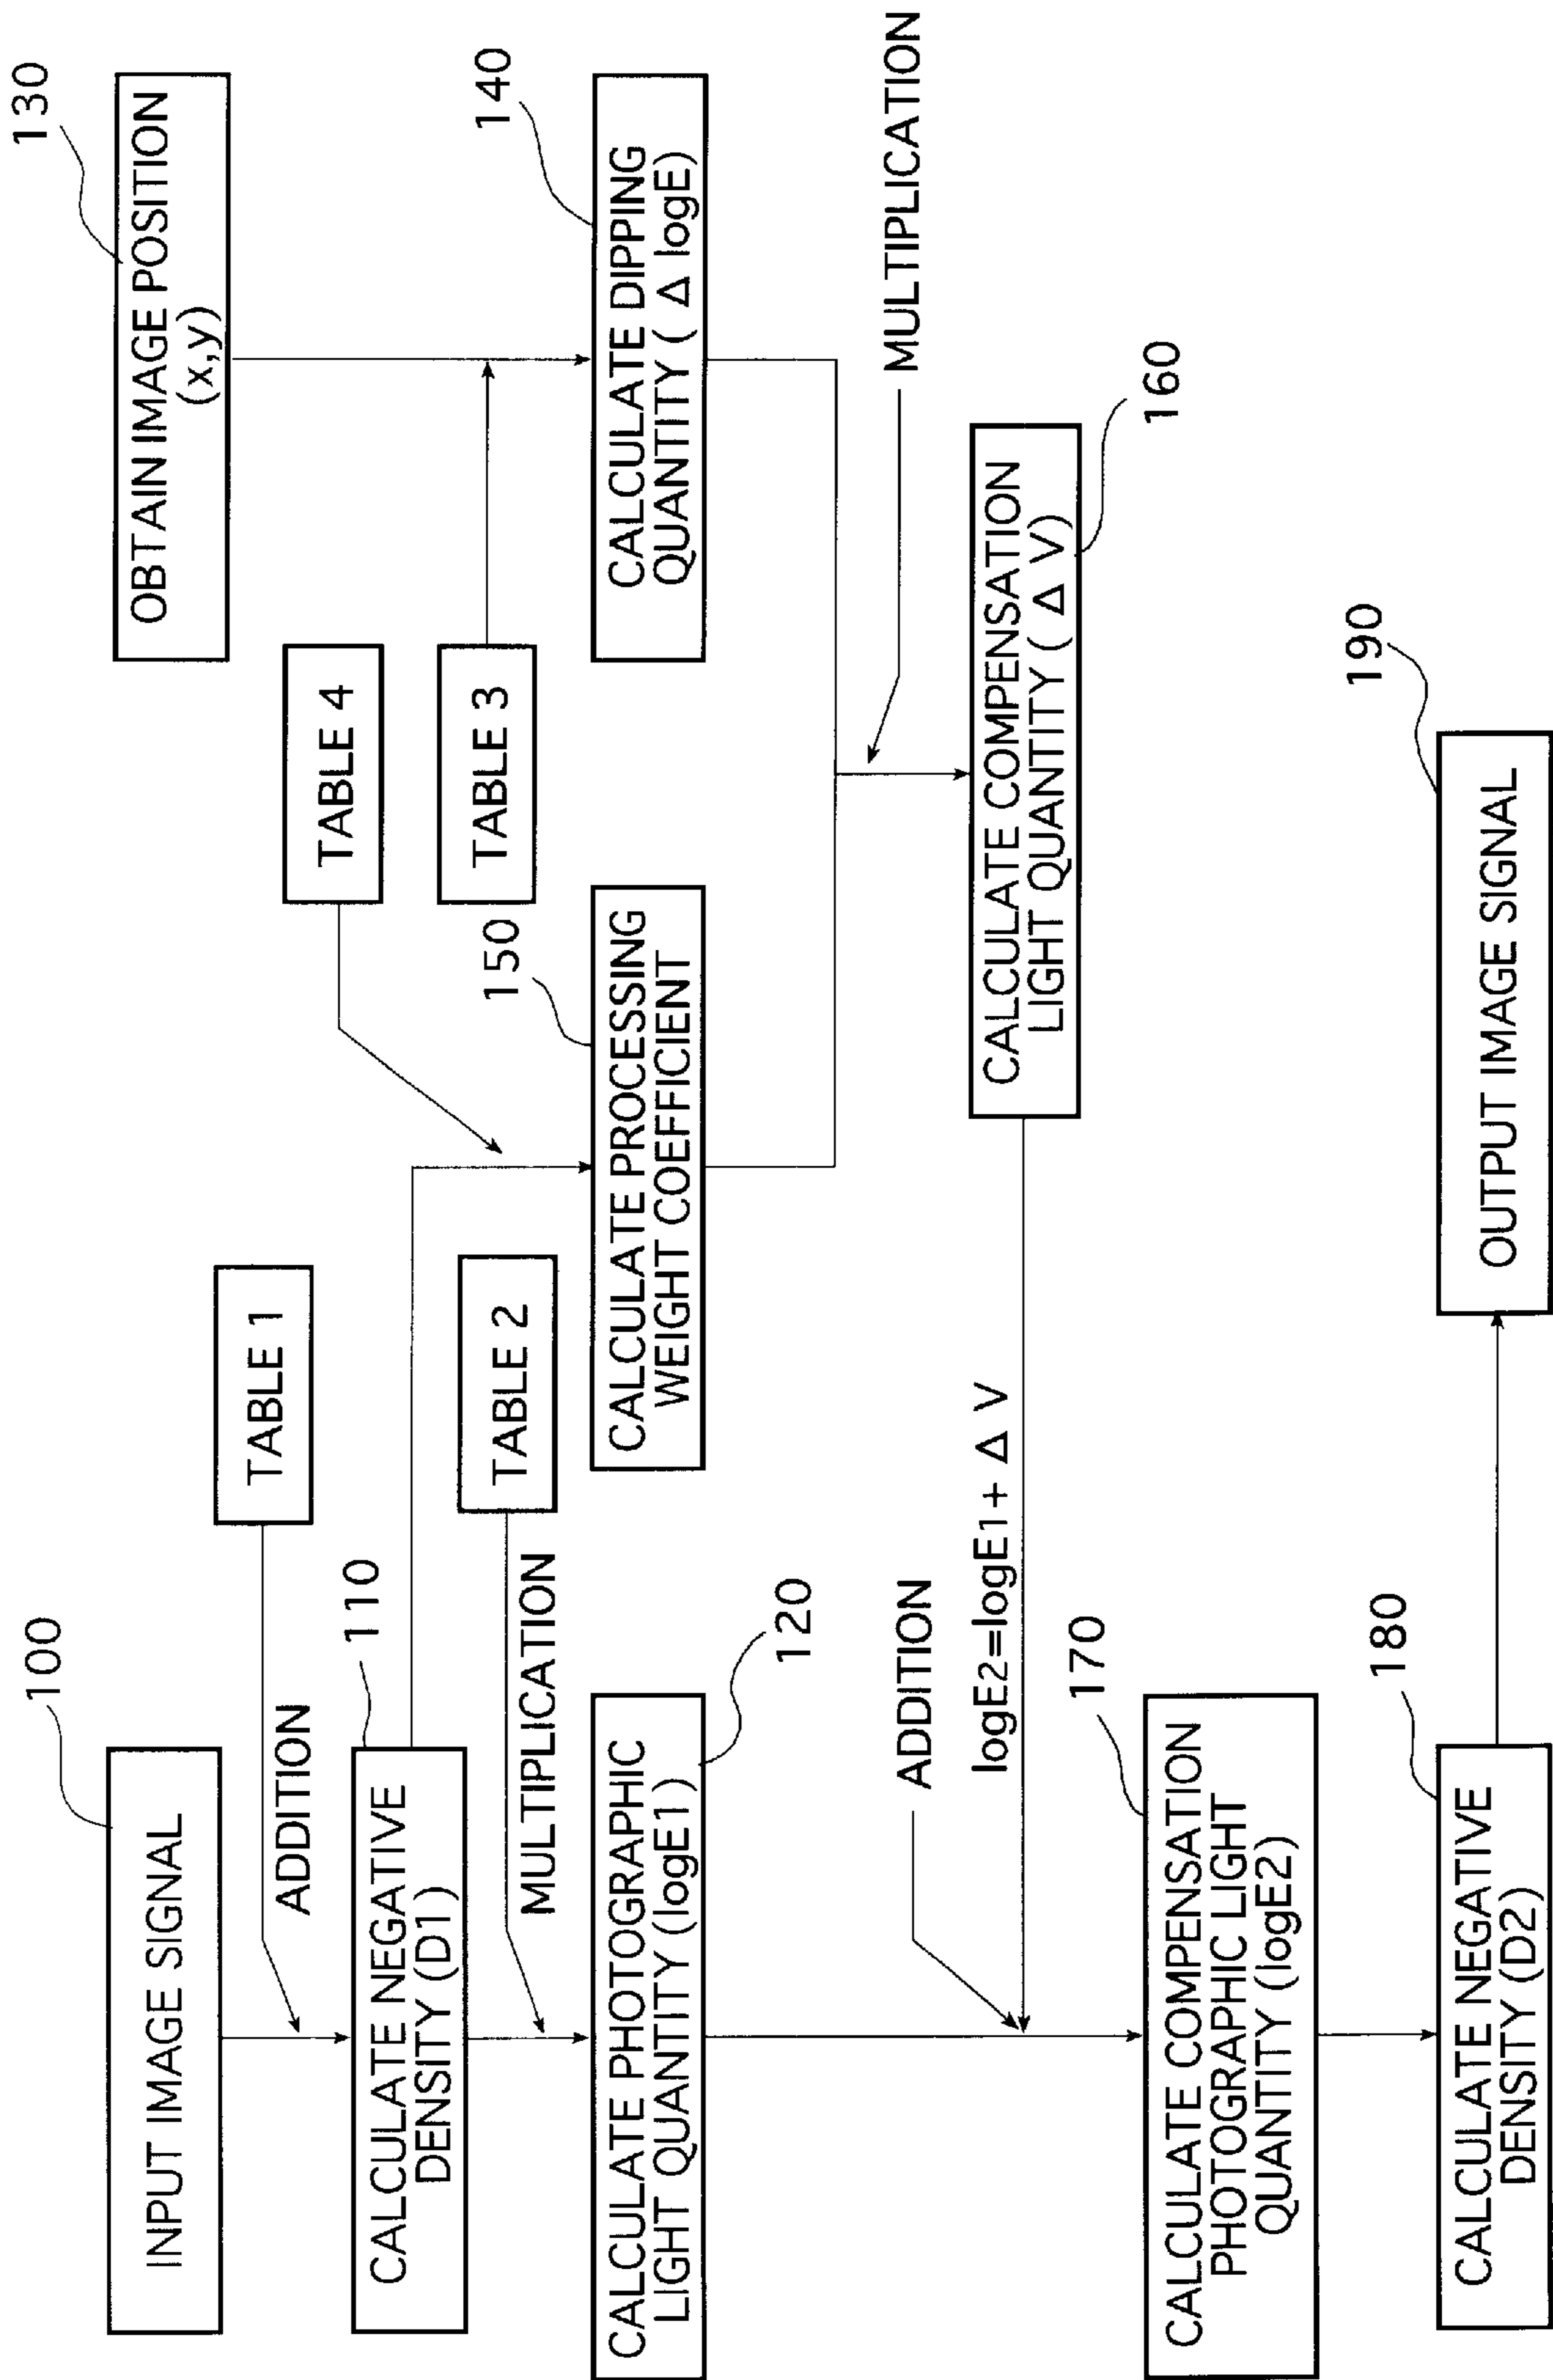 100
INPUT IMAGE SIGNAL
TABLE 1
ADDITION
110
CALCULATE NEGATIVE
DENSITY (D1)
TABLE 2
MULTIPLICATION
CALCULATE PHOTOGRAPHIC
LIGHT QUANTITY (logE1)
120
130
OBTAIN IMAGE POSITION
(x,y)
TABLE 4
TABLE 3
150
CALCULATE PROCESSING
WEIGHT COEFFICIENT
140
CALCULATE DIPPING
QUANTITY ( Δ logE)
MULTIPLICATION
CALCULATE COMPENSATION
LIGHT QUANTITY ( Δ V)
160
ADDITION
logE2=logE1+ Δ V
170
CALCULATE COMPENSATION
PHOTOGRAPHIC LIGHT
QUANTITY (logE2)
180
CALCULATE NEGATIVE
DENSITY (D2)
190
OUTPUT IMAGE SIGNAL